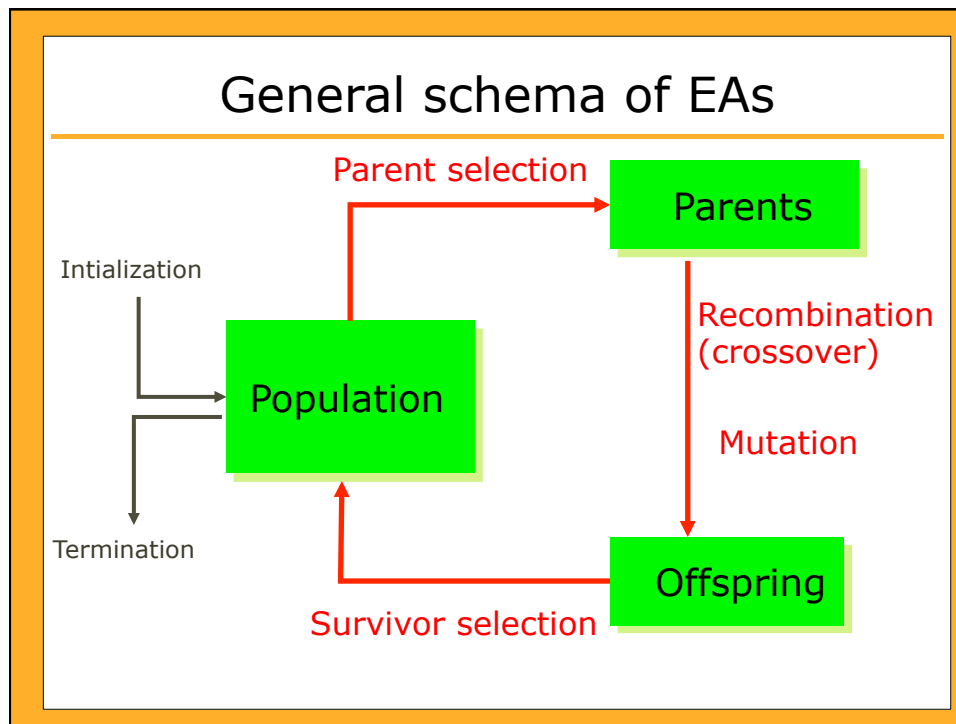 General schema of EAs
Parent selection
Parents
Intialization
Recombination
(crossover)
Population
Mutation
Termination
Offspring
Survivor selection